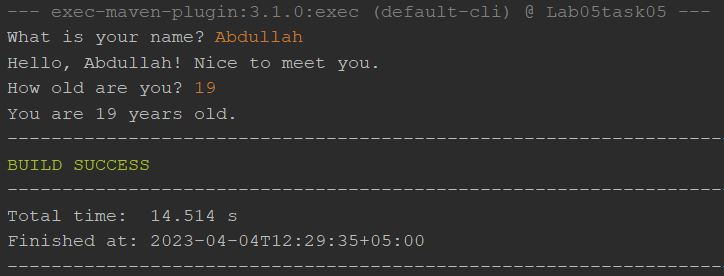 --- exec-maven-plugin:3.1.0:exec (default-cli) @ Lab05task05 ---
What is your name? Abdullah
Hello, Abdullah! Nice to meet you.
How old are you? 19
You are 19 years old.
------------------------------------------------------------------------
BUILD SUCCESS
------------------------------------------------------------------------
Total time:  14.514 s
Finished at: 2023-04-04T12:29:35+05:00
------------------------------------------------------------------------